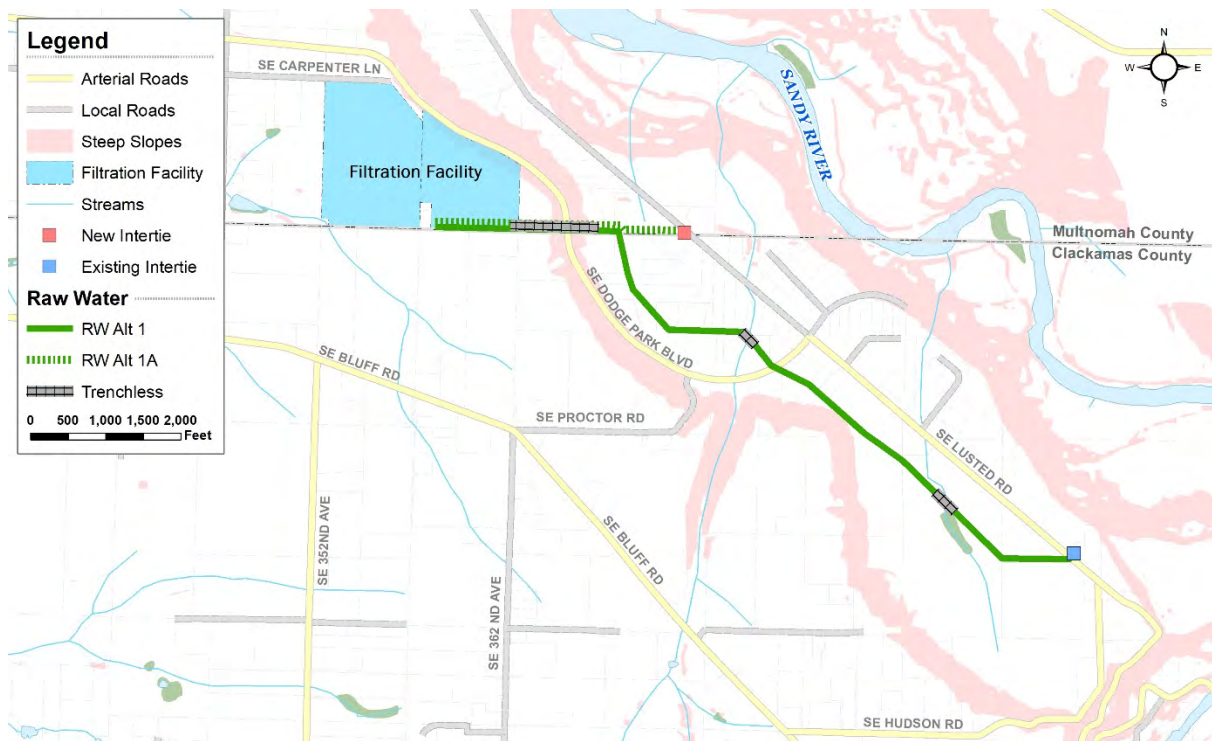 Legend
Arterial Roads
Local Roads
Steep Slopes
Filtration Facility
Streams
New Intertie
Existing Intertie
Raw Water
RW Alt 1
RW Alt 1A
Trenchless
0 500 1,000 1,500 2,000
Feet
SE CARPENTER LN
Filtration Facility
SANDY RIVER
N
W E
S
Multnomah County
Clackamas County
SE DODGE PARK BLVD
SE BLUFF RD
SE PROCTOR RD
SE LUSTED RD
SE 352ND AVE
SE BLUFF RD
SE 362 ND AVE
SE HUDSON RD